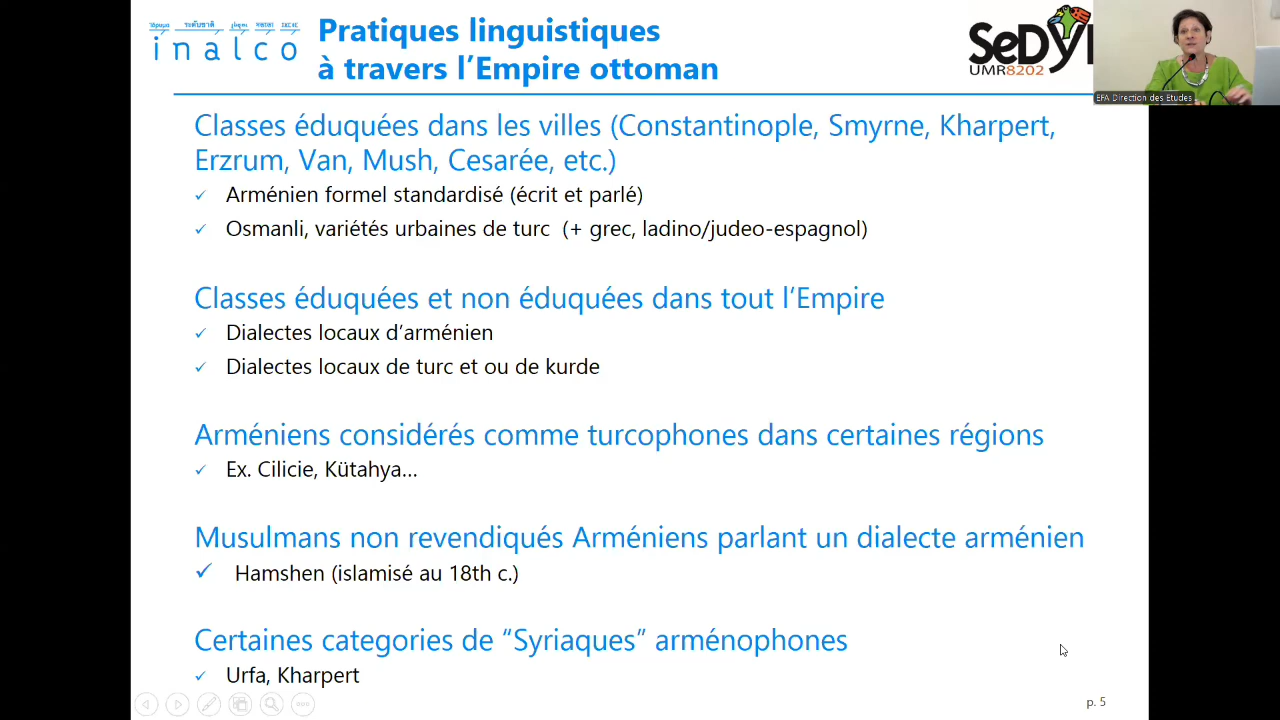 inalco
Pratiques linguistiques
à travers l’Empire ottoman
SeDyL
UMR8202
EFA Direction des Etudes
Classes éduquées dans les villes (Constantinople, Smyrne, Kharpert,
Erzrum, Van, Mush, Cesarée, etc.)
✓ Arménien formel standardisé (écrit et parlé)
✓ Osmanli, variétés urbaines de turc (+ grec, ladino/judeo-espagnol)
Classes éduquées et non éduquées dans tout l’Empire
✓ Dialectes locaux d’arménien
✓ Dialectes locaux de turc et ou de kurde
Arméniens considérés comme turcophones dans certaines régions
✓ Ex. Cilicie, Kütahya…
Musulmans non revendiqués Arméniens parlant un dialecte arménien
✓ Hamshen (islamisé au 18th c.)
Certaines categories de “Syriaques” arménophones
✓ Urfa, Kharpert
p. 5